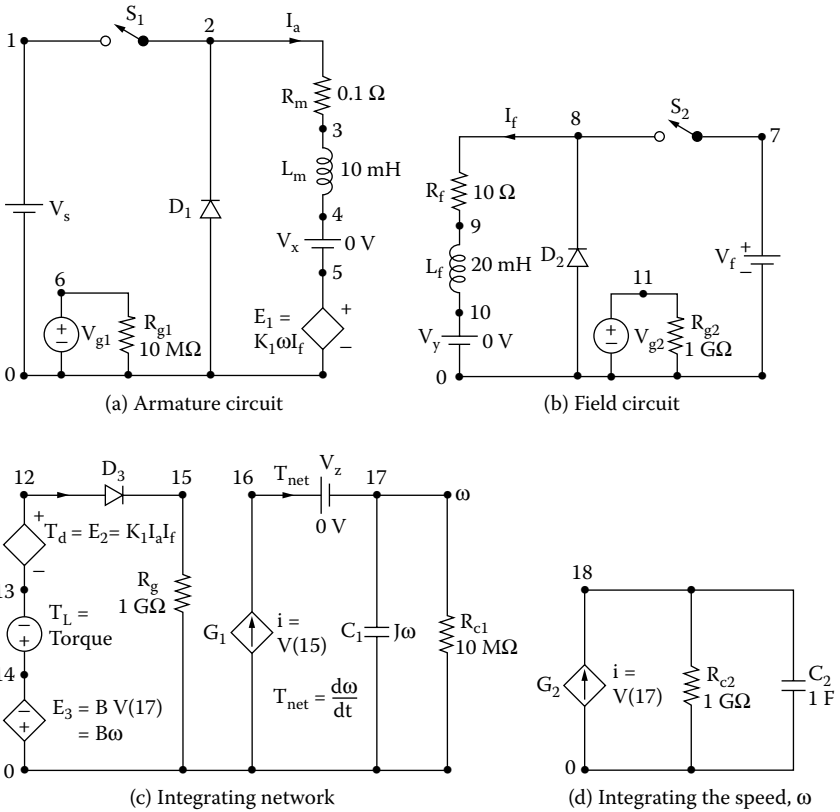 1
S1
2
Ia
Rm
0.1 Ω
3
Lm
10 mH
4
Vx
0 V
5
E1 =
K1ωIf
+
−
Vs
D1
6
+
−
Vg1
Rg1
10 MΩ
0
(a) Armature circuit
If
8
S2
7
Rf
10 Ω
9
Lf
20 mH
D2
10
Vy
0 V
11
+
−
Vg2
Rg2
1 GΩ
Vf
+
−
0
(b) Field circuit
12
D3
15
+
Td = E2= K1IaIf
−
13
TL =
Torque
−
+
14
E3 = B V(17)
= Bω
−
+
Rg
1 GΩ
0
16
Tnet
Vz
0 V
17
ω
G1
i =
V(15)
C1
Jω
Rc1
10 MΩ
Tnet = dω/dt
(c) Integrating network
18
G2
i =
V(17)
Rc2
1 GΩ
C2
1 F
0
(d) Integrating the speed, ω